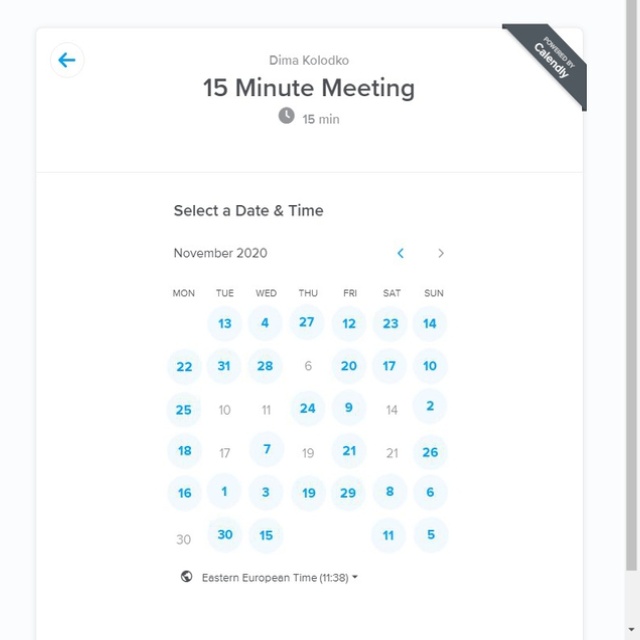 POWERED BY
Calendly
Dima Kolodko
15 Minute Meeting
15 min
Select a Date & Time
November 2020 < >
MON TUE WED THU FRI SAT SUN
13 4 27 12 23 14
22 31 28 6 20 17 10
25 10 11 24 9 14 2
18 17 7 19 21 21 26
16 1 3 19 29 8 6
30 30 15 11 5
Eastern European Time (11:38)